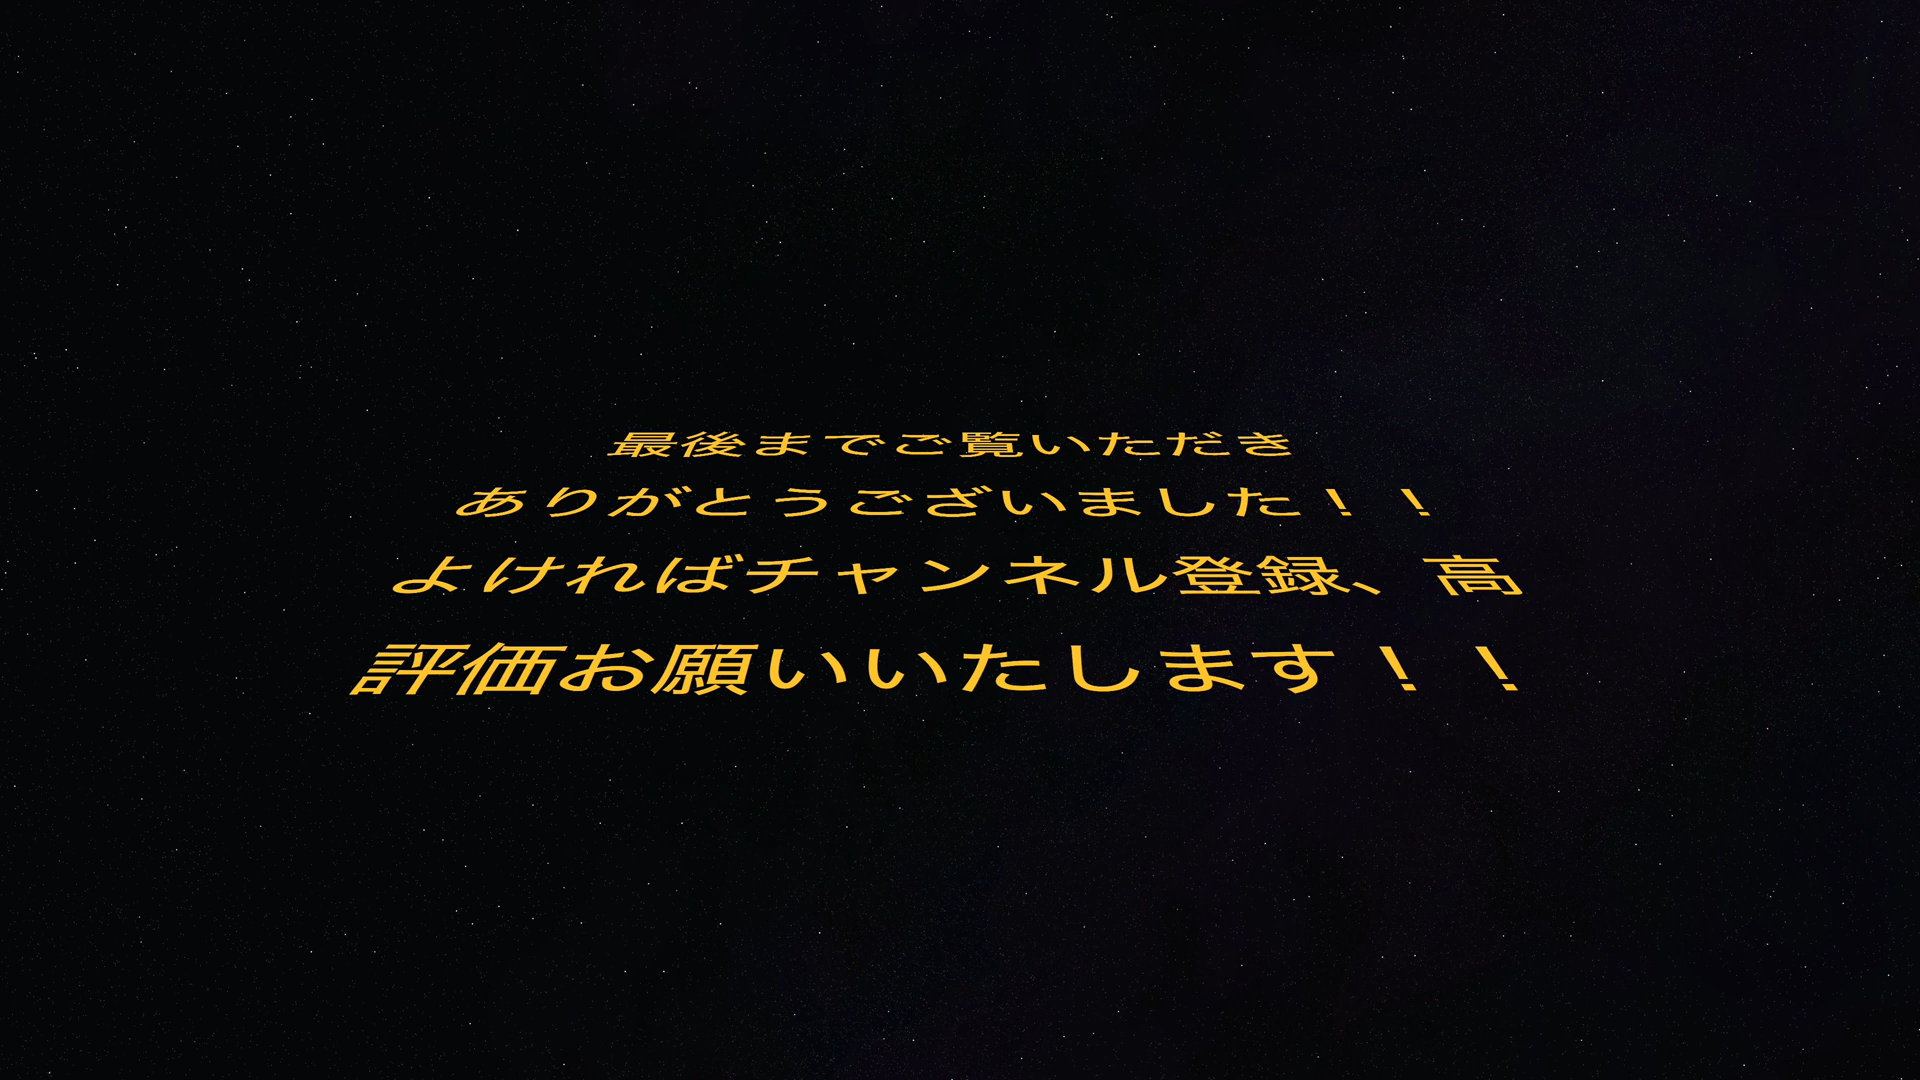 最後までご覧いただき
ありがとうございました！！
よければチャンネル登録、高
評価お願いいたします！！